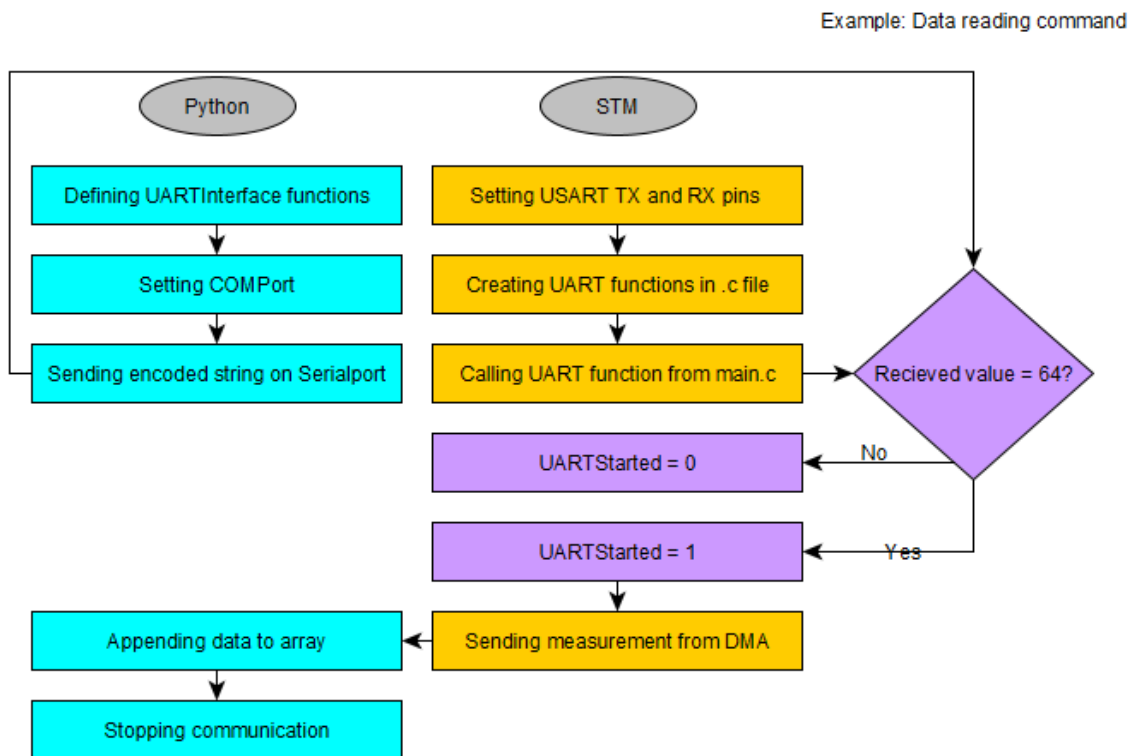 Example: Data reading command
Python
STM
Defining UARTInterface functions
Setting USART TX and RX pins
Setting COMPort
Creating UART functions in .c file
Sending encoded string on Serialport
Calling UART function from main.c
Recieved value = 64?
UARTStarted = 0
No
UARTStarted = 1
Yes
Appending data to array
Sending measurement from DMA
Stopping communication